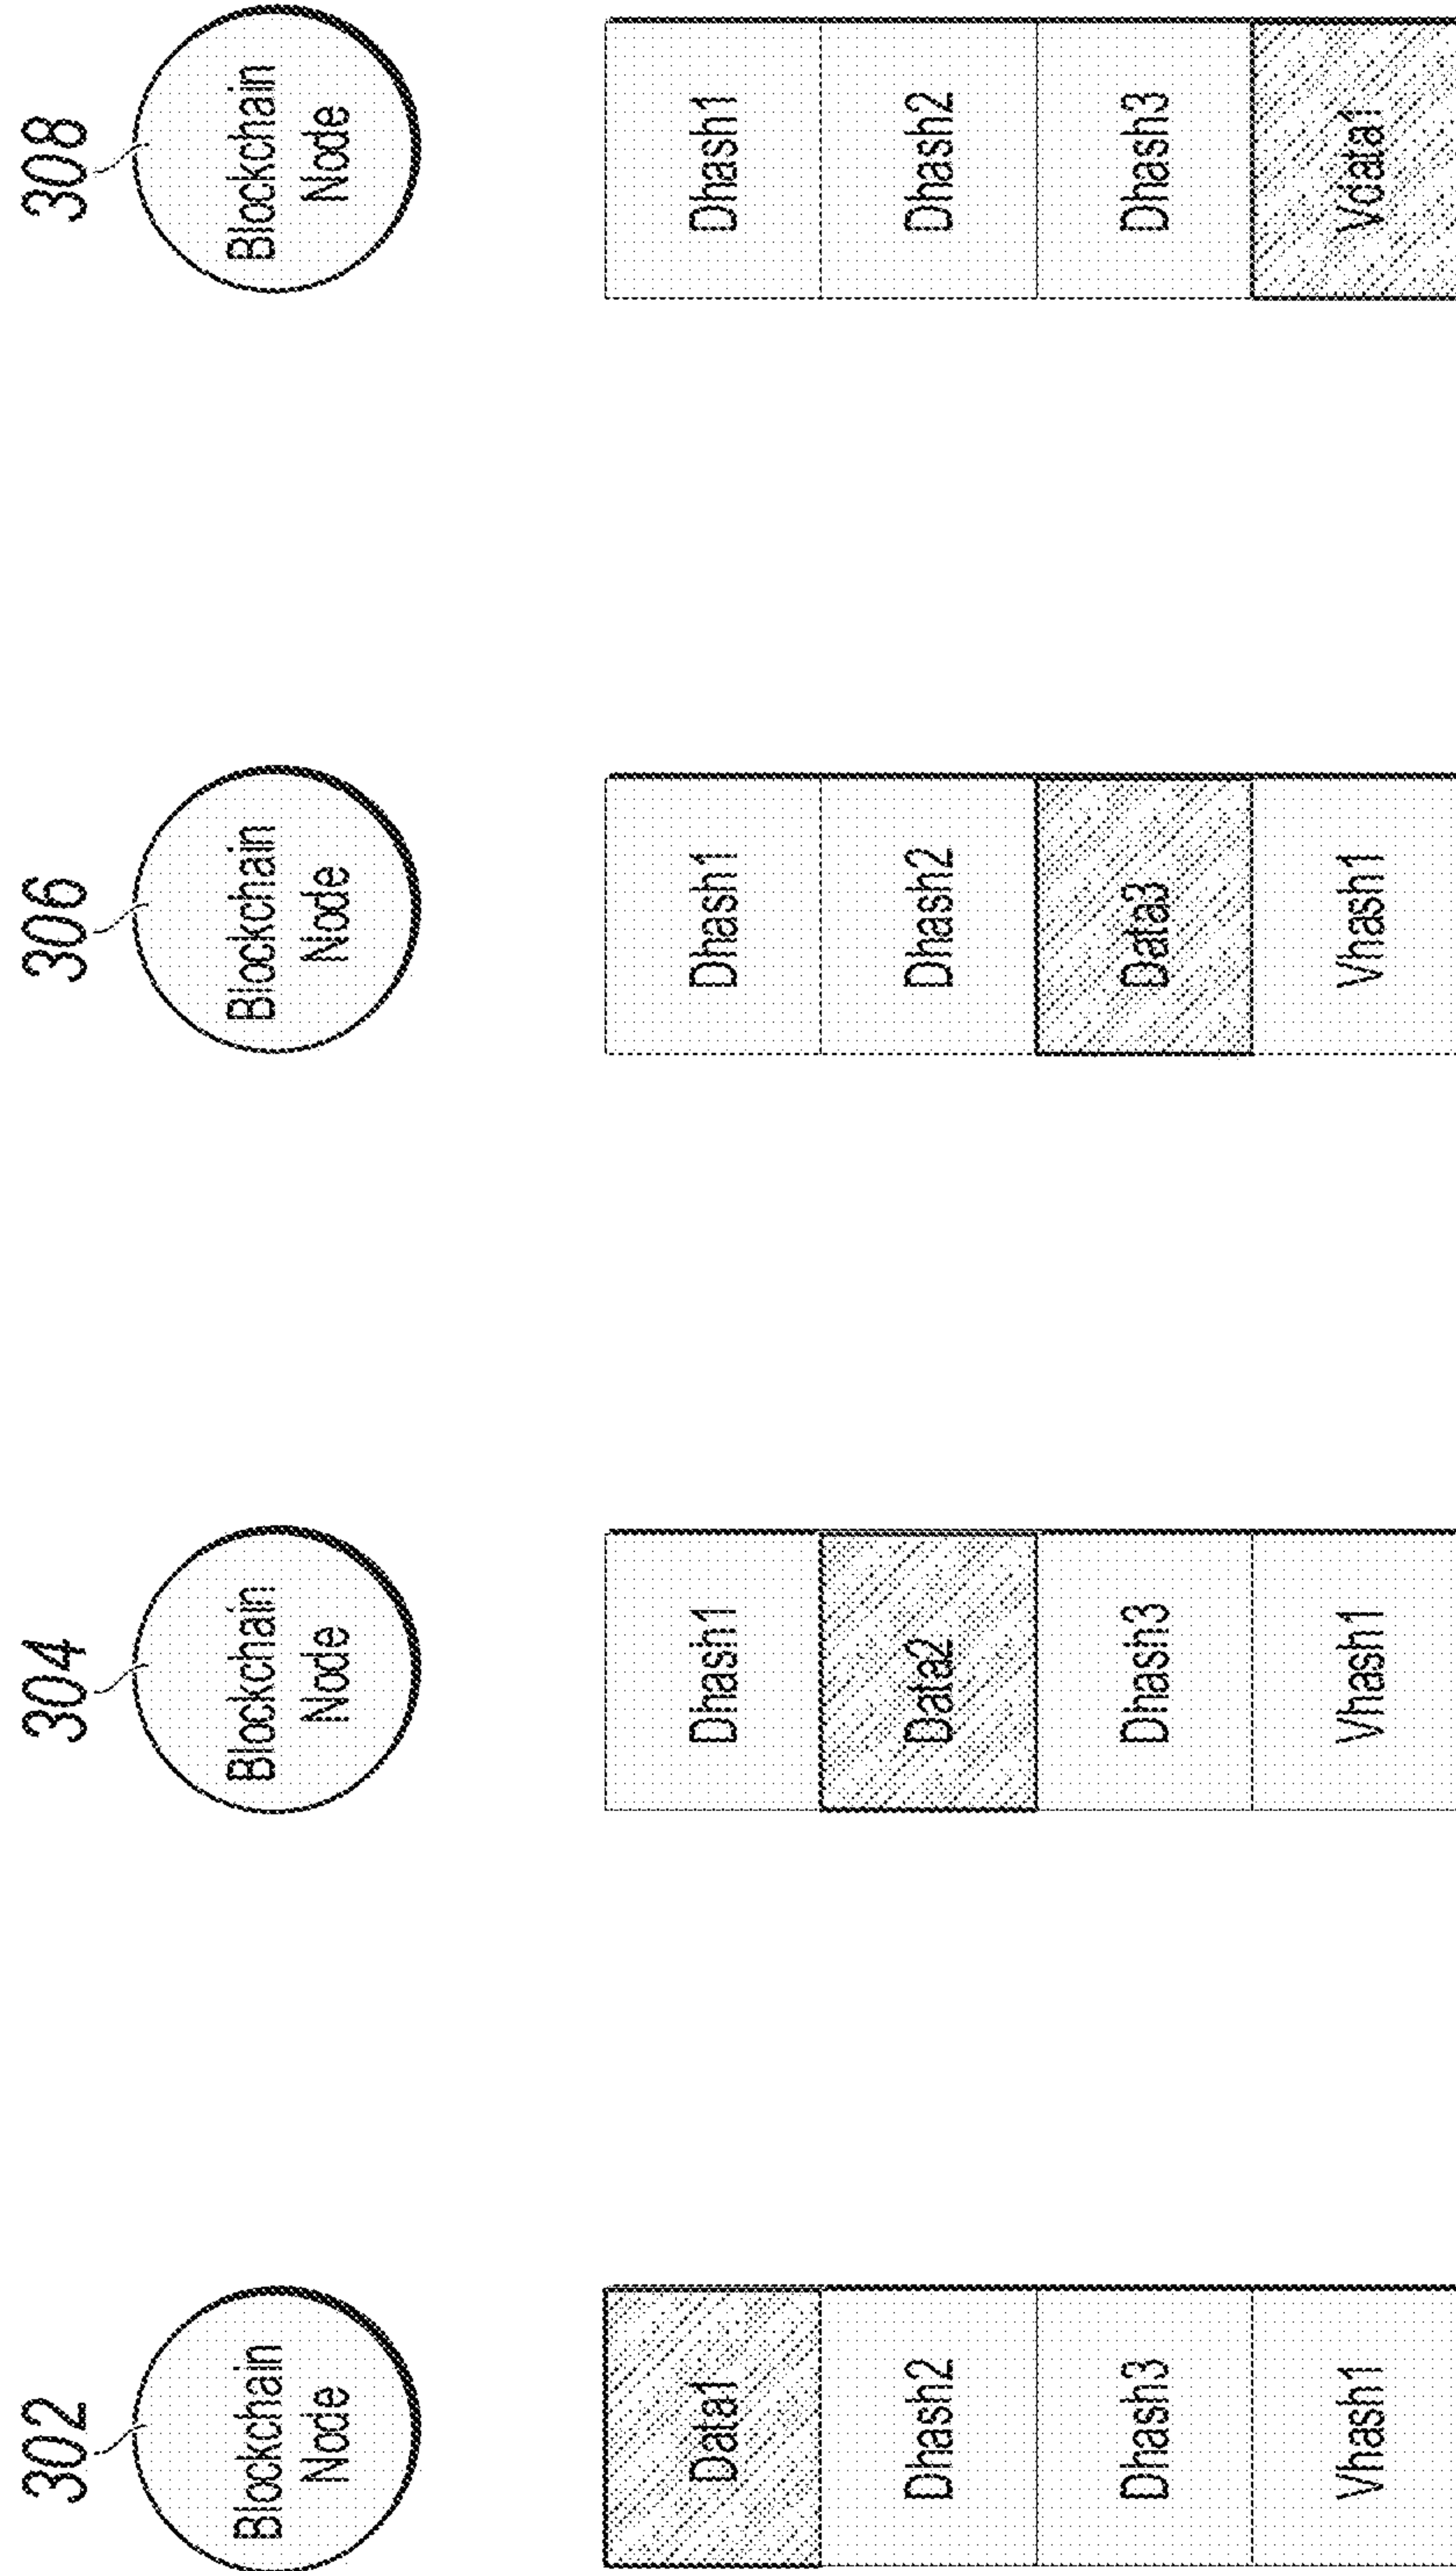 302
Blockchain
Node
Data1
Dhash2
Dhash3
Vhash1
304
Blockchain
Node
Dhash1
Data2
Dhash3
Vhash1
306
Blockchain
Node
Dhash1
Dhash2
Data3
Vhash1
308
Blockchain
Node
Dhash1
Dhash2
Dhash3
Vdata1